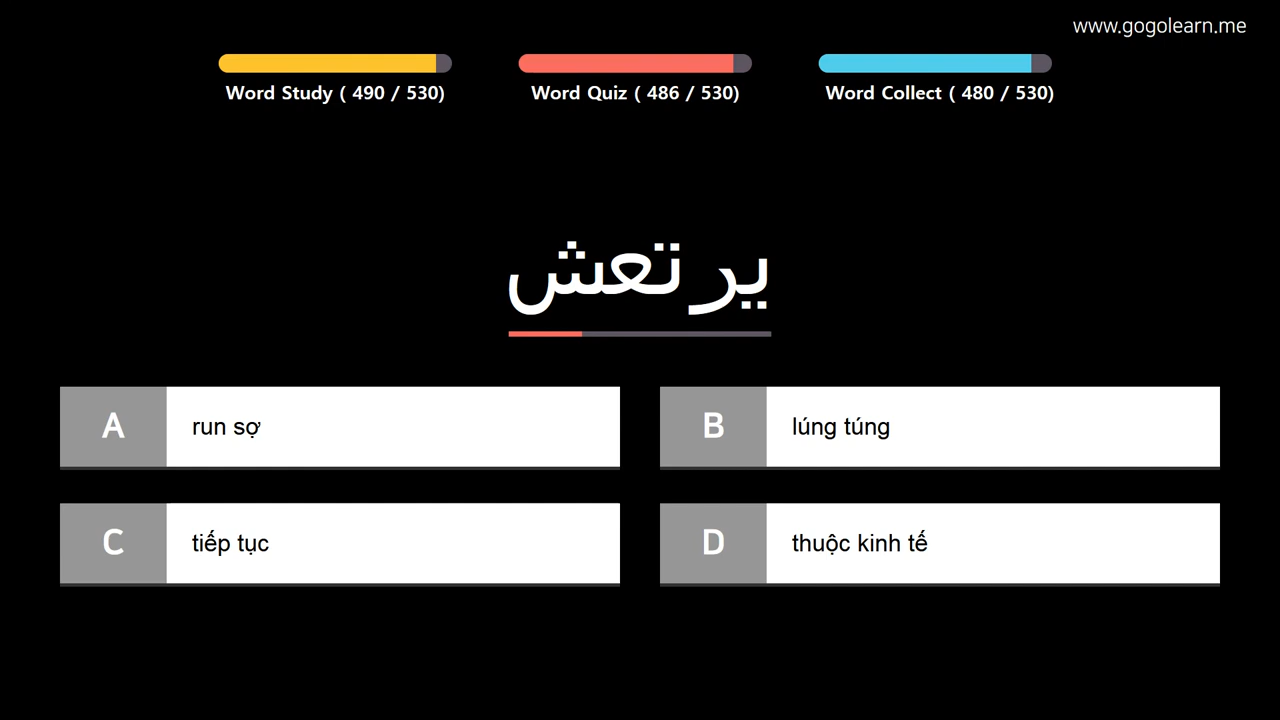 www.gogolearn.me
Word Study ( 490 / 530)
Word Quiz ( 486 / 530)
Word Collect ( 480 / 530)
يرتعش
A run sợ
B lúng túng
C tiếp tục
D thuộc kinh tế